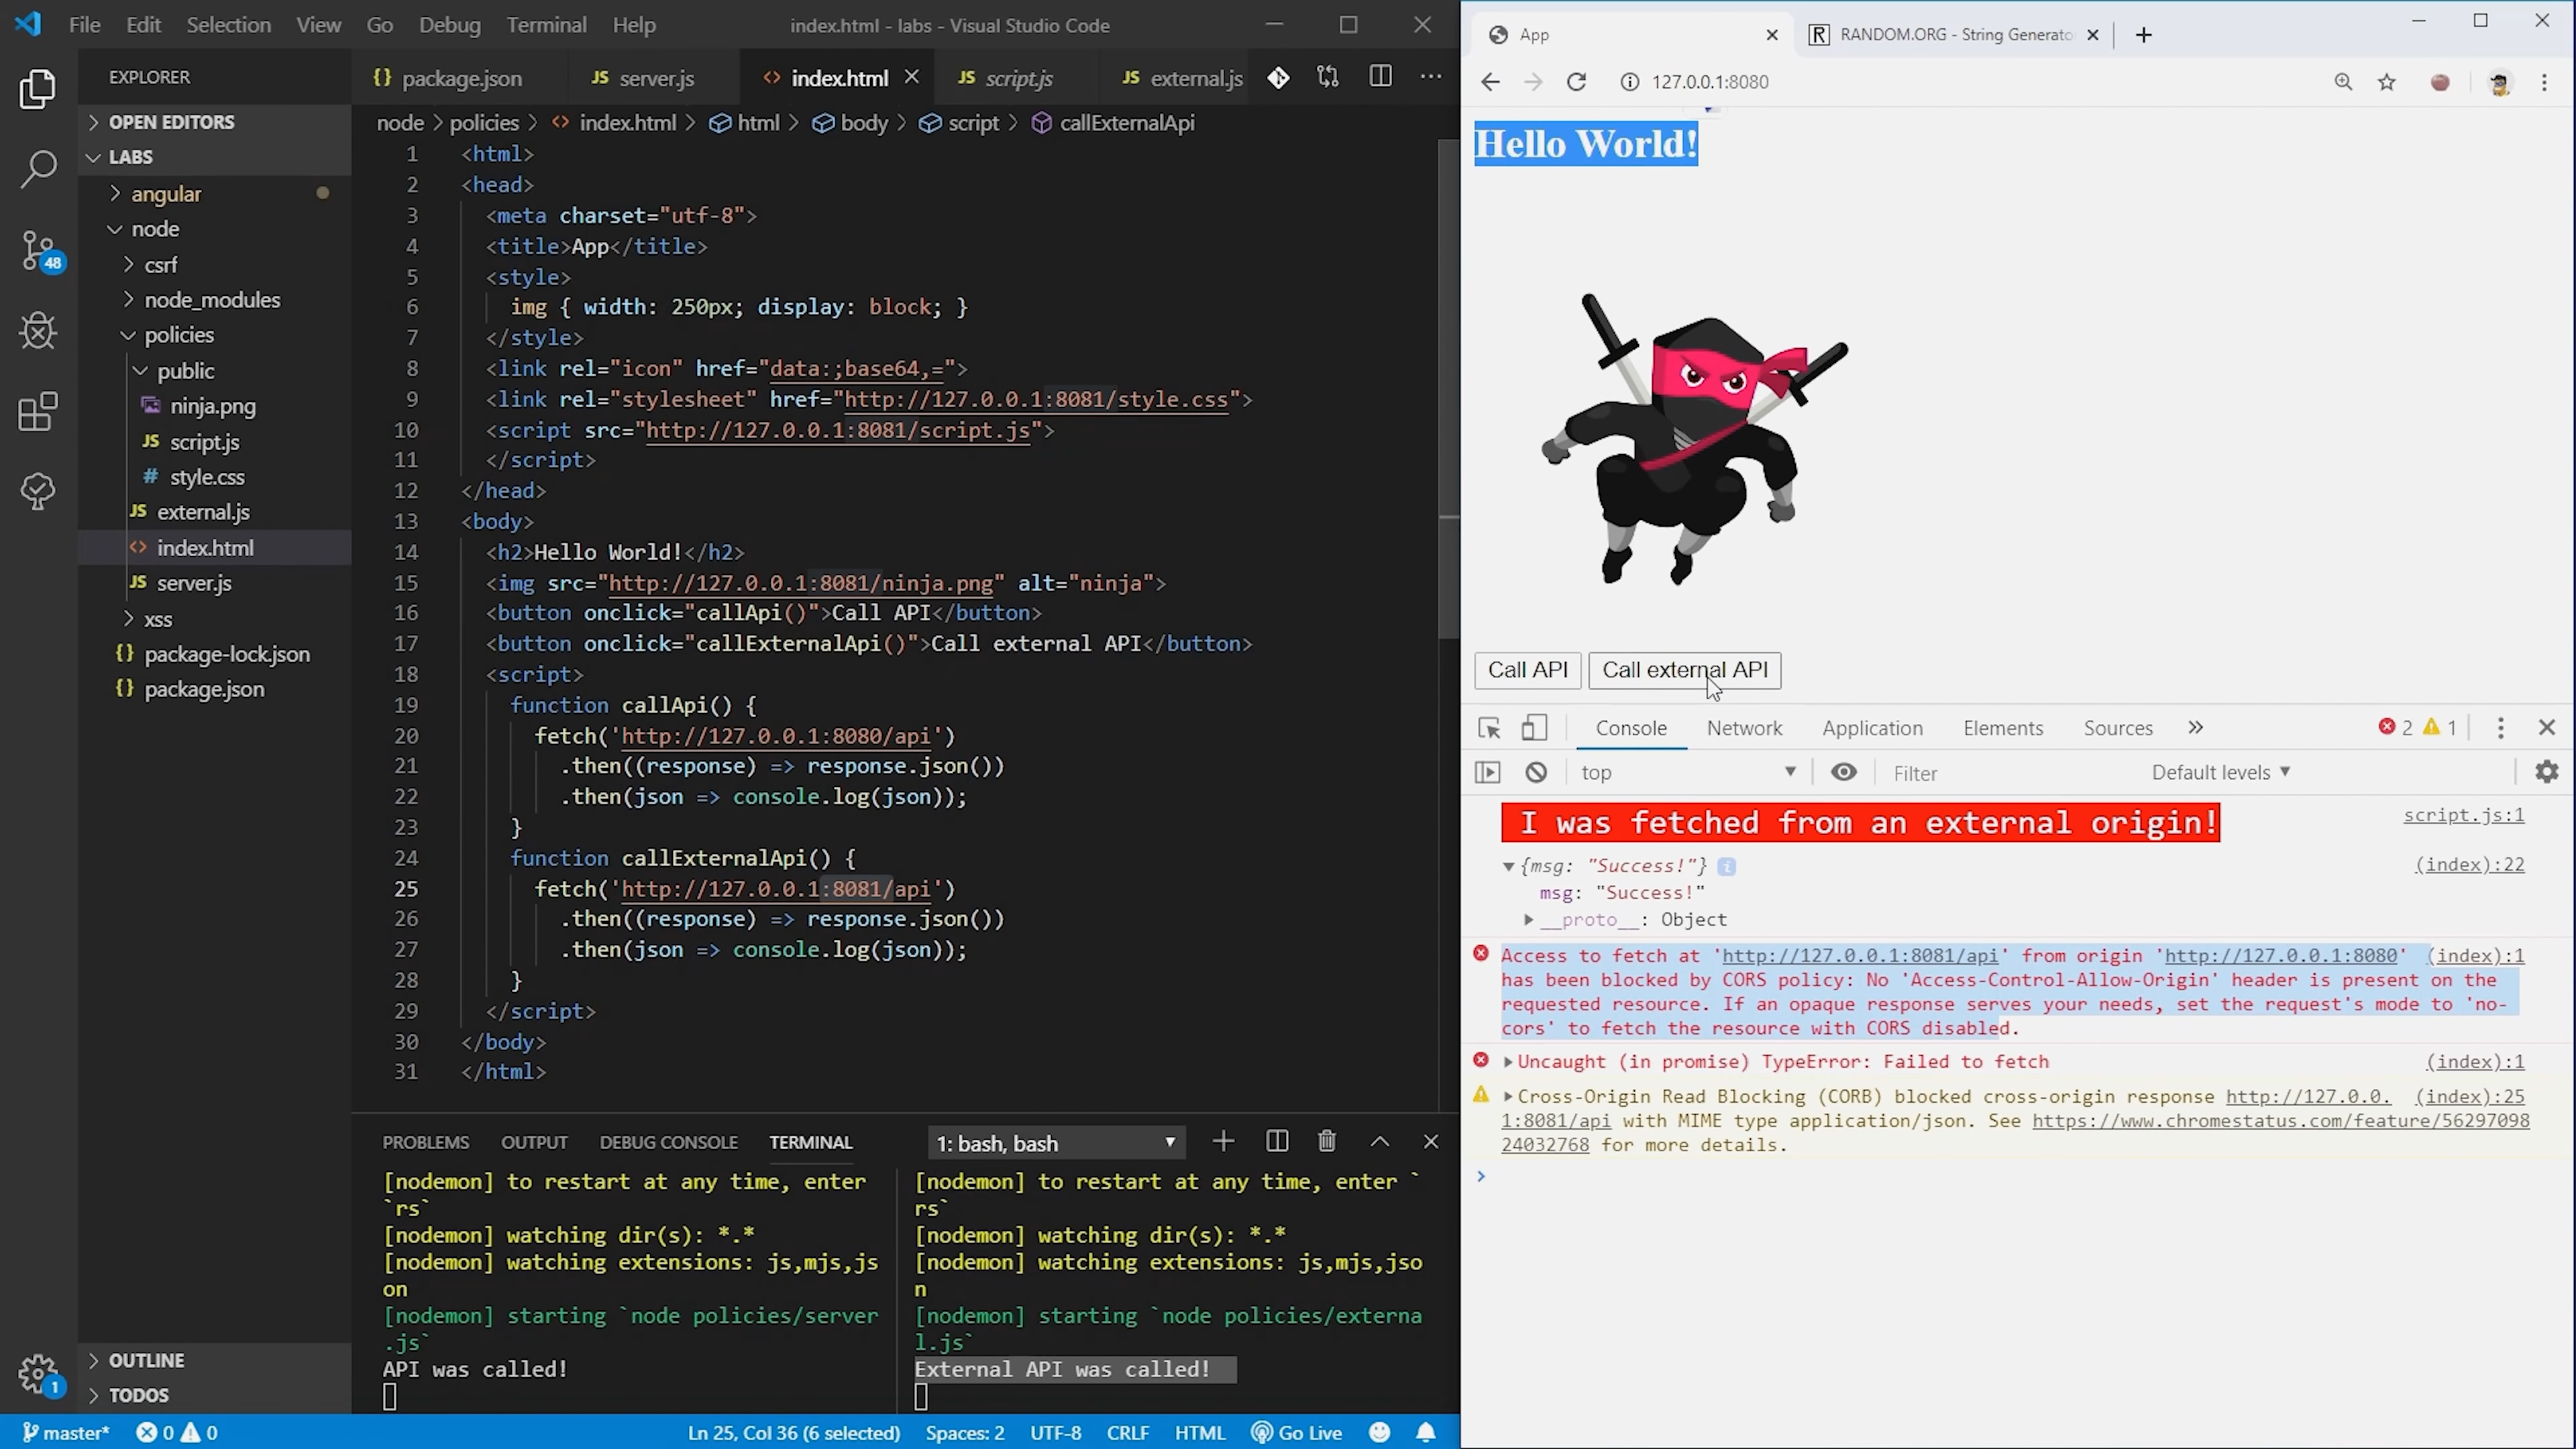 File Edit Selection View Go Debug Terminal Help index.html - labs - Visual Studio Code
EXPLORER
OPEN EDITORS
LABS
angular
node
csrf
node_modules
policies
public
ninja.png
script.js
style.css
external.js
index.html
server.js
xss
package-lock.json
package.json
OUTLINE
TODOS
48
1
package.json server.js index.html script.js external.js
node > policies > index.html > html > body > script > callExternalApi
1 <html>
2 <head>
3 <meta charset="utf-8">
4 <title>App</title>
5 <style>
6 img { width: 250px; display: block; }
7 </style>
8 <link rel="icon" href="data:;base64,=">
9 <link rel="stylesheet" href="http://127.0.0.1:8081/style.css">
10 <script src="http://127.0.0.1:8081/script.js">
11 </script>
12 </head>
13 <body>
14 <h2>Hello World!</h2>
15 <img src="http://127.0.0.1:8081/ninja.png" alt="ninja">
16 <button onclick="callApi()">Call API</button>
17 <button onclick="callExternalApi()">Call external API</button>
18 <script>
19 function callApi() {
20 fetch('http://127.0.0.1:8080/api')
21 .then((response) => response.json())
22 .then(json => console.log(json));
23 }
24 function callExternalApi() {
25 fetch('http://127.0.0.1:8081/api')
26 .then((response) => response.json())
27 .then(json => console.log(json));
28 }
29 </script>
30 </body>
31 </html>
PROBLEMS OUTPUT DEBUG CONSOLE TERMINAL 1: bash, bash
[nodemon] to restart at any time, enter
`rs`
[nodemon] watching dir(s): *.*
[nodemon] watching extensions: js,mjs,js
on
[nodemon] starting `node policies/server
.js`
API was called!
[nodemon] to restart at any time, enter `
rs`
[nodemon] watching dir(s): *.*
[nodemon] watching extensions: js,mjs,jso
n
[nodemon] starting `node policies/externa
l.js`
External API was called!
master* 0 0 Ln 25, Col 36 (6 selected) Spaces: 2 UTF-8 CRLF HTML Go Live
App RANDOM.ORG - String Generato
127.0.0.1:8080
Hello World!
Call API Call external API
Console Network Application Elements Sources 2 1
top Filter Default levels
I was fetched from an external origin! script.js:1
{msg: "Success!"} (index):22
msg: "Success!"
__proto__: Object
Access to fetch at 'http://127.0.0.1:8081/api' from origin 'http://127.0.0.1:8080' (index):1
has been blocked by CORS policy: No 'Access-Control-Allow-Origin' header is present on the
requested resource. If an opaque response serves your needs, set the request's mode to 'no-
cors' to fetch the resource with CORS disabled.
Uncaught (in promise) TypeError: Failed to fetch (index):1
Cross-Origin Read Blocking (CORB) blocked cross-origin response http://127.0.0. (index):25
1:8081/api with MIME type application/json. See https://www.chromestatus.com/feature/56297098
24032768 for more details.